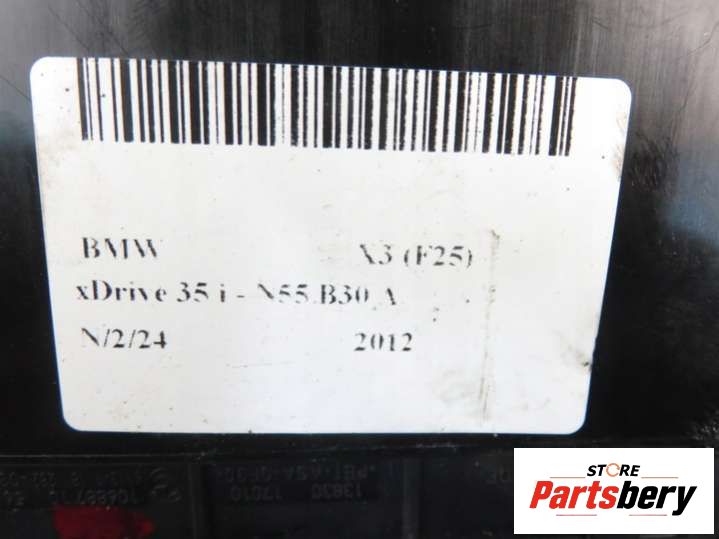 BMW X3 (F25)
xDrive 35 i - N55.B30 A
N/2/24 2012
STORE
Partsbery